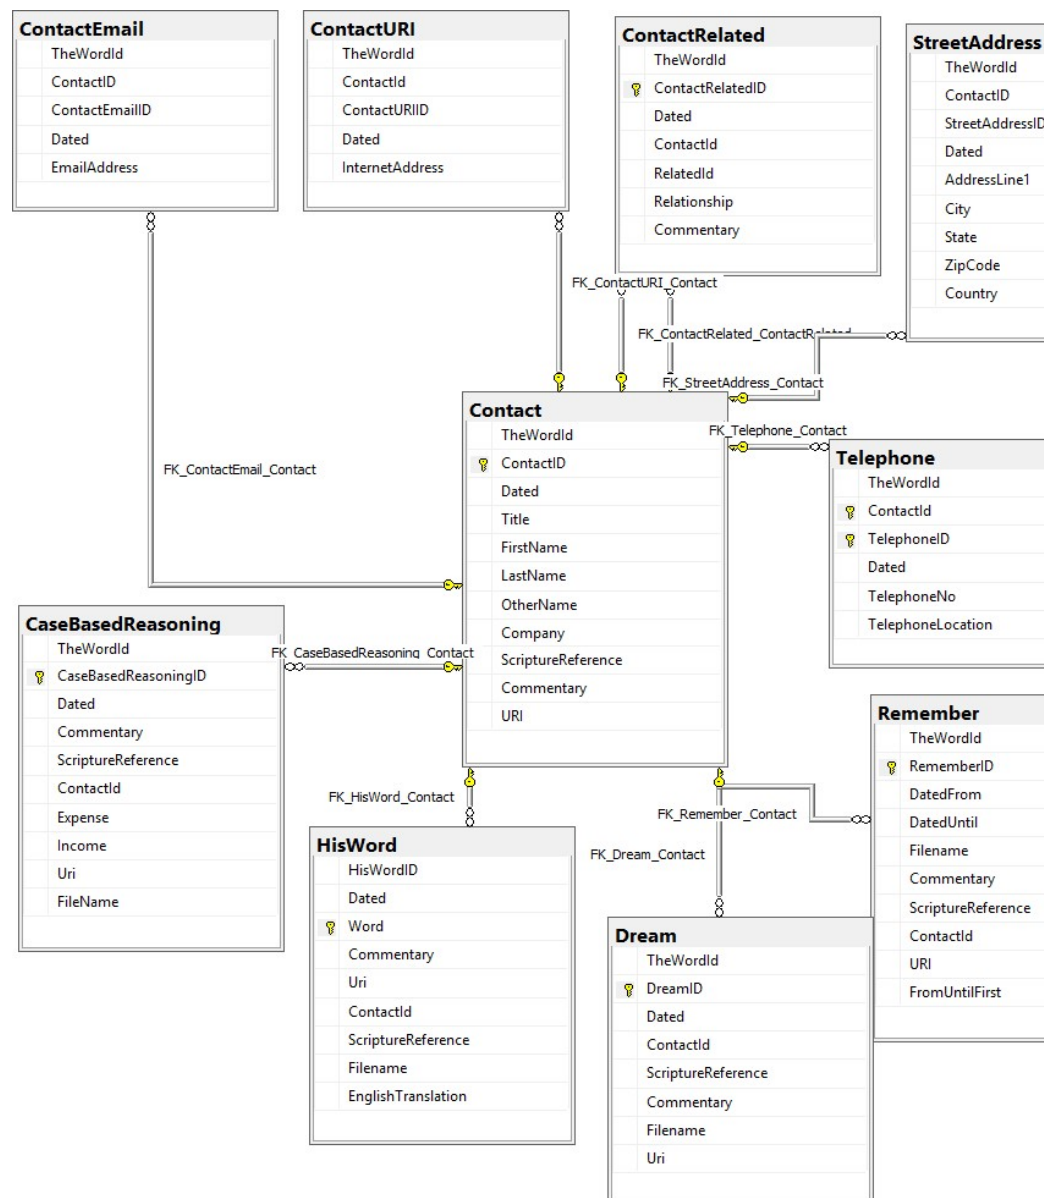 ContactEmail
TheWordId
ContactID
ContactEmailID
Dated
EmailAddress
ContactURI
TheWordId
ContactId
ContactURIID
Dated
InternetAddress
ContactRelated
TheWordId
ContactRelatedID
Dated
ContactId
RelatedId
Relationship
Commentary
StreetAddress
TheWordId
ContactID
StreetAddressID
Dated
AddressLine1
City
State
ZipCode
Country
FK_ContactURI_Contact
FK_ContactRelated_ContactRelated
FK_StreetAddress_Contact
FK_Telephone_Contact
FK_ContactEmail_Contact
Contact
TheWordId
ContactID
Dated
Title
FirstName
LastName
OtherName
Company
ScriptureReference
Commentary
URI
Telephone
TheWordId
ContactId
TelephoneID
Dated
TelephoneNo
TelephoneLocation
CaseBasedReasoning
TheWordId
CaseBasedReasoningID
Dated
Commentary
ScriptureReference
ContactId
Expense
Income
Uri
FileName
FK_CaseBasedReasoning_Contact
Remember
TheWordId
RememberID
DatedFrom
DatedUntil
Filename
Commentary
ScriptureReference
ContactId
URI
FromUntilFirst
FK_HisWord_Contact
FK_Remember_Contact
FK_Dream_Contact
HisWord
HisWordID
Dated
Word
Commentary
Uri
ContactId
ScriptureReference
Filename
EnglishTranslation
Dream
TheWordId
DreamID
Dated
ContactId
ScriptureReference
Commentary
Filename
Uri